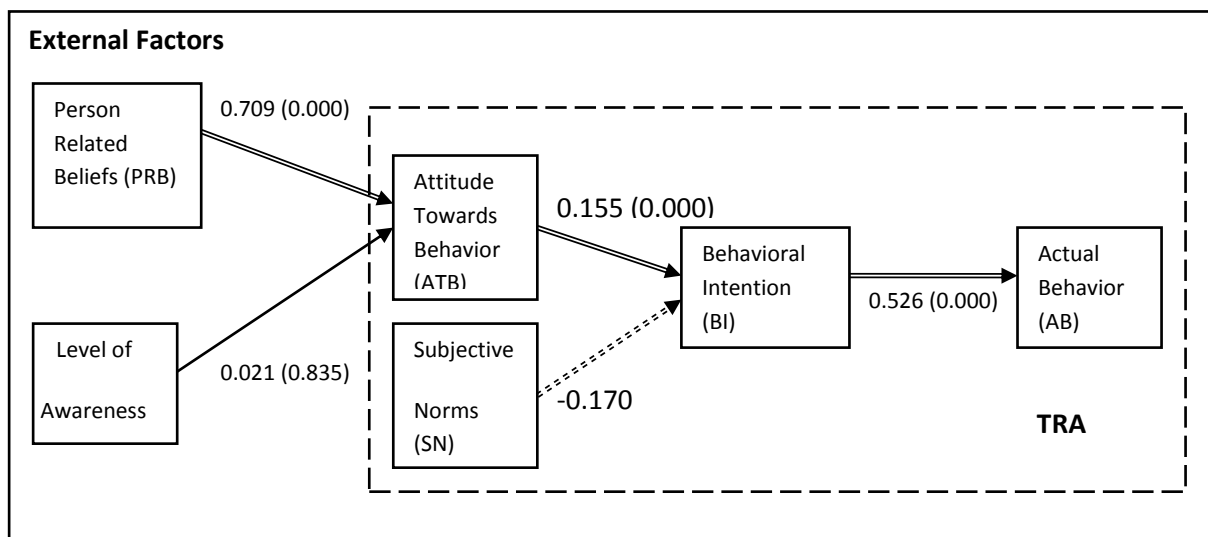 External Factors
Person
Related
Beliefs (PRB)
0.709 (0.000)
Attitude
Towards
Behavior
(ATB)
0.155 (0.000)
Behavioral
Intention
(BI)
0.526 (0.000)
Actual
Behavior
(AB)
Level of
Awareness
0.021 (0.835)
Subjective
Norms
(SN)
-0.170
TRA